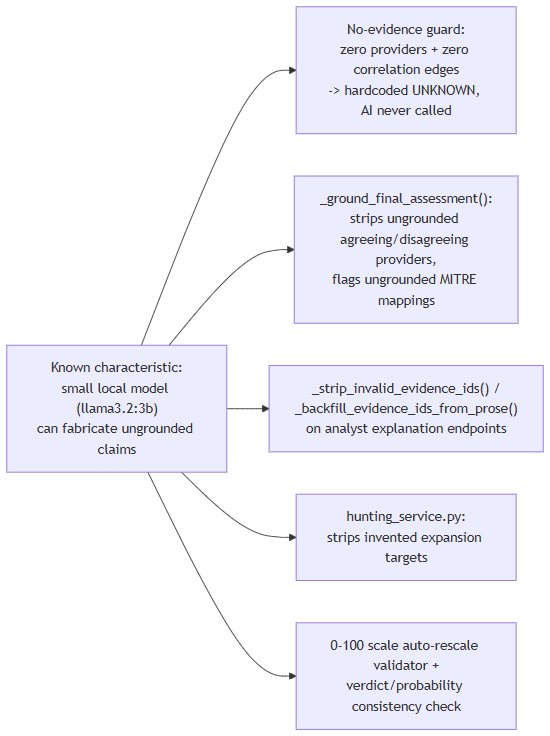 No-evidence guard:
zero providers + zero
correlation edges
-> hardcoded UNKNOWN,
AI never called
_ground_final_assessment():
strips ungrounded
agreeing/disagreeing
providers,
flags ungrounded MITRE
mappings
Known characteristic:
small local model
(llama3.2:3b)
can fabricate ungrounded
claims
_strip_invalid_evidence_ids() /
_backfill_evidence_ids_from_prose()
on analyst explanation endpoints
hunting_service.py:
strips invented expansion
targets
0-100 scale auto-rescale
validator +
verdict/probability
consistency check